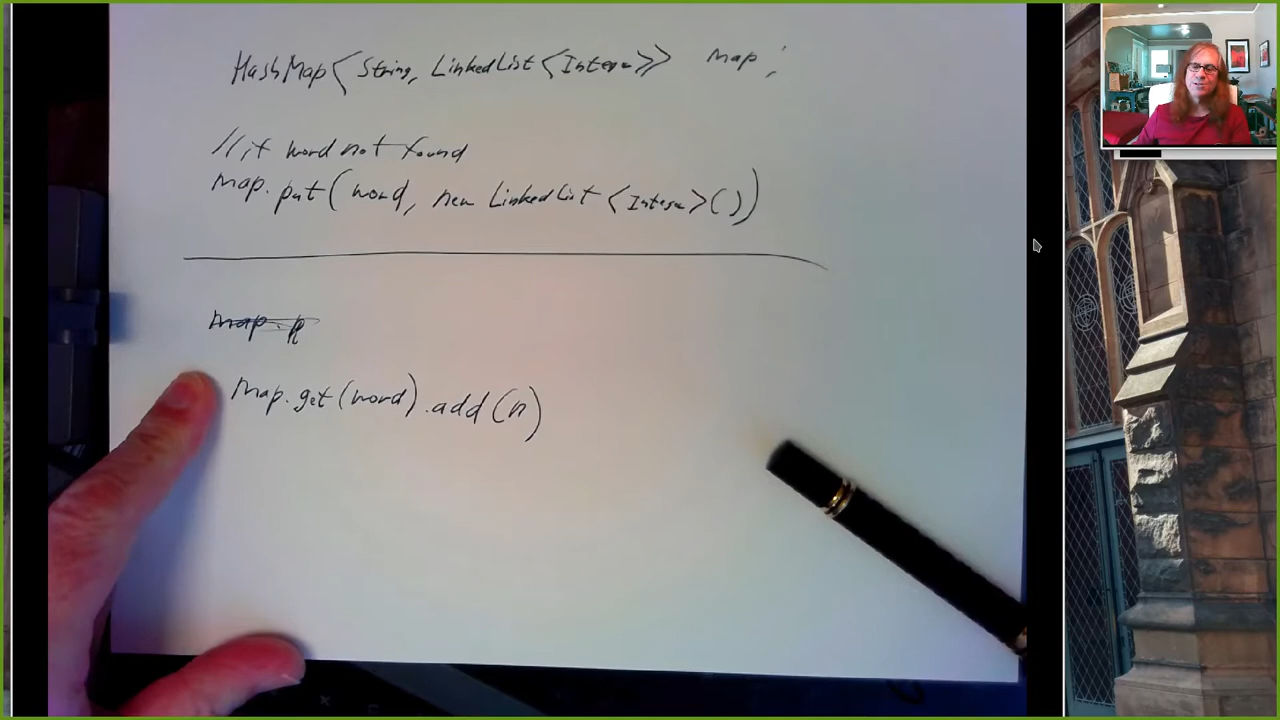 HashMap<String, LinkedList<Integer>> map;
//if word not found
map.put(word, new LinkedList<Integer>())
map.p
map.get(word).add(n)